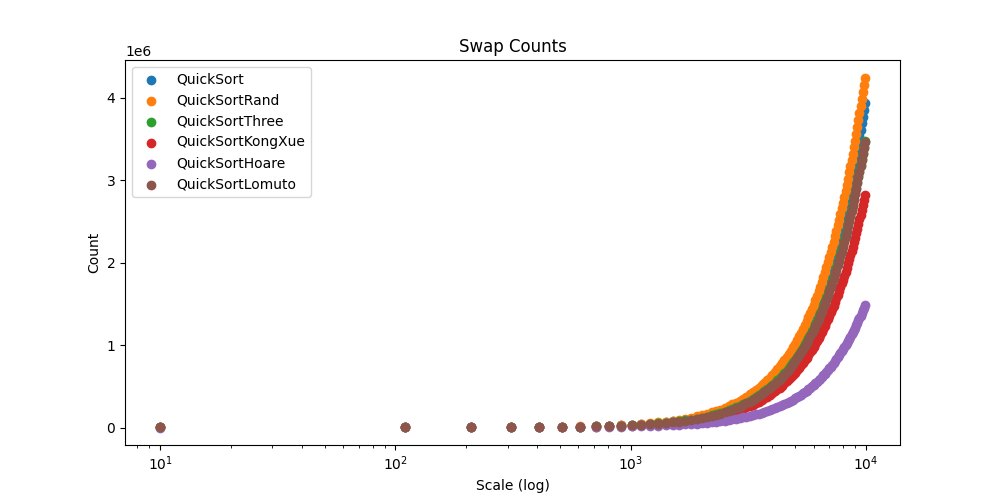 Swap Counts
1e6
QuickSort
QuickSortRand
QuickSortThree
QuickSortKongXue
QuickSortHoare
QuickSortLomuto
4
3
2
1
0
Count
10¹ 10² 10³ 10⁴
Scale (log)